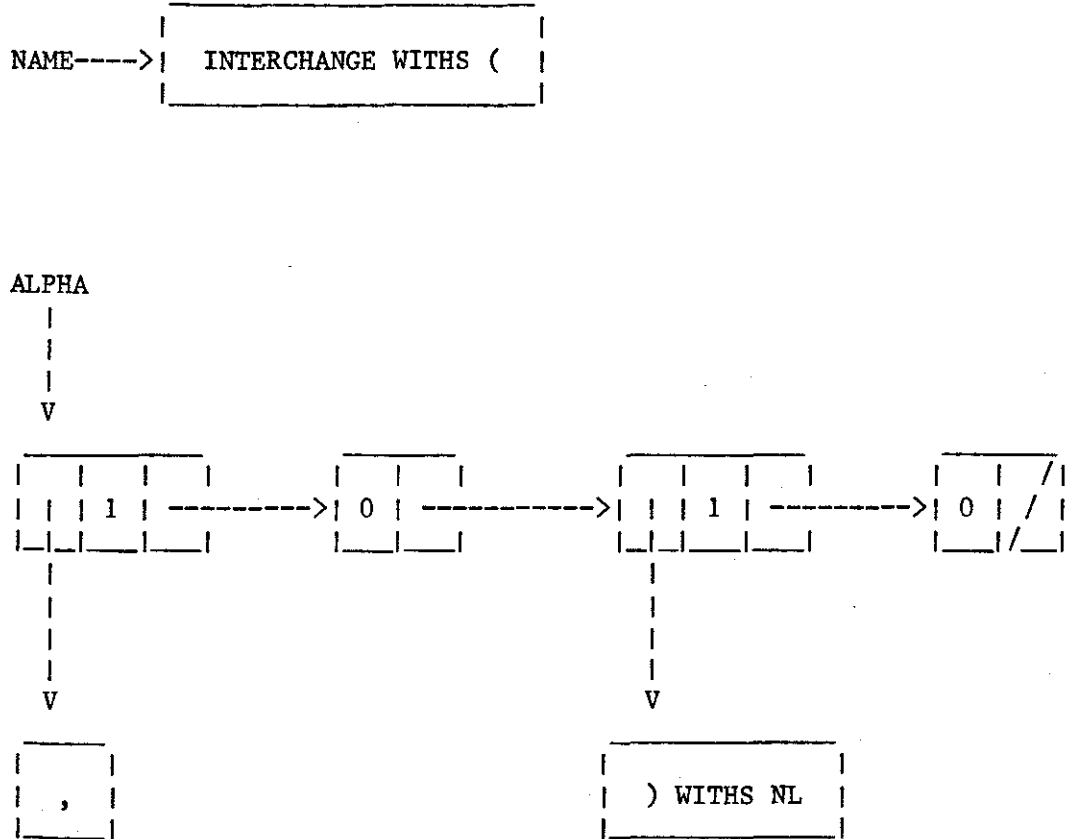 NAME----> INTERCHANGE WITHS (
ALPHA
V
1 ---------> 0 -----------> 1 ---------> 0 /
V V
, ) WITHS NL